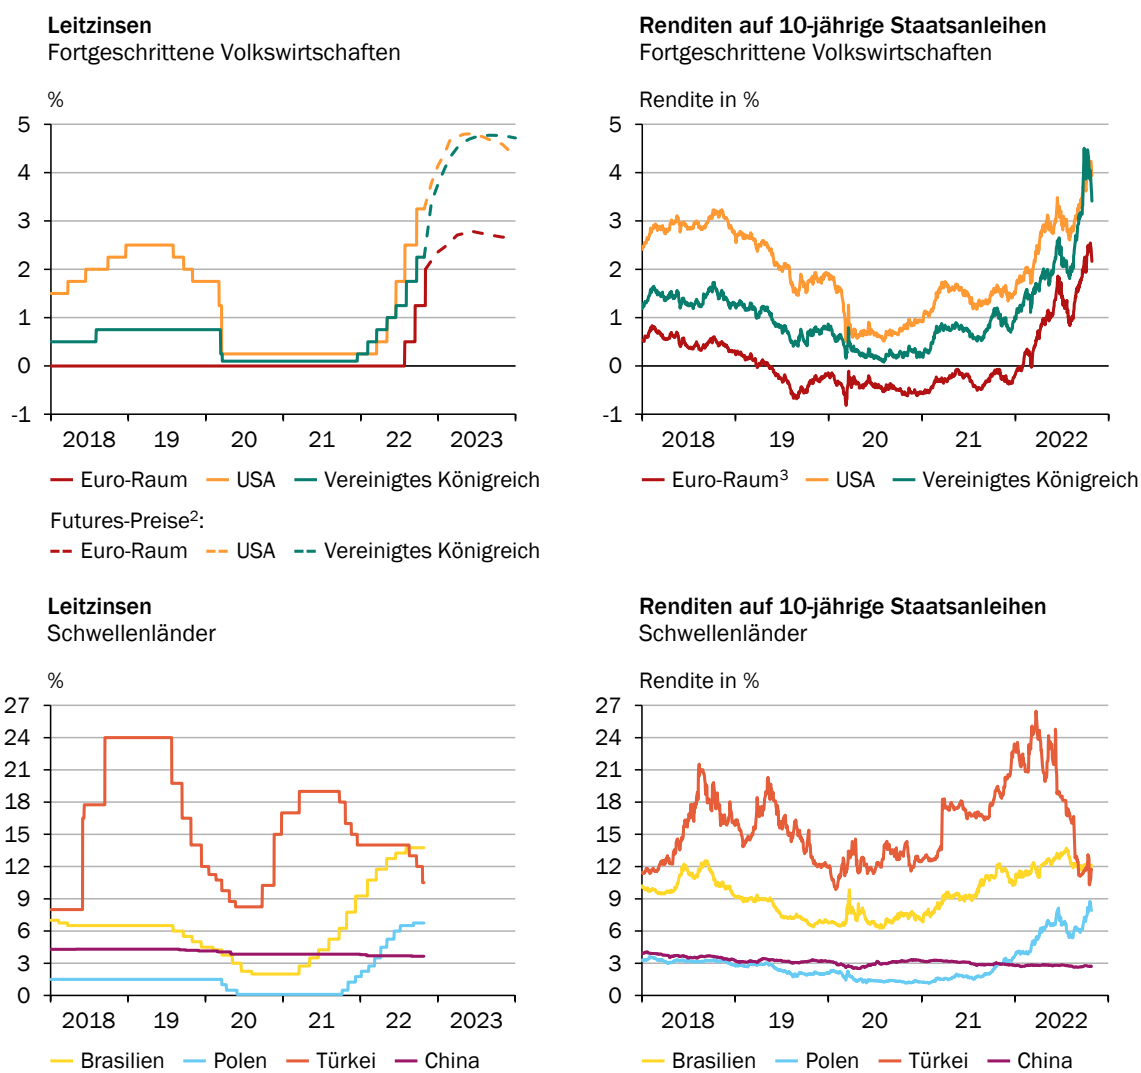 Leitzinsen
Fortgeschrittene Volkswirtschaften
%
5
4
3
2
1
0
-1
2018 19 20 21 22 2023
Euro-Raum USA Vereinigtes Königreich
Futures-Preise²:
Euro-Raum USA Vereinigtes Königreich
Renditen auf 10-jährige Staatsanleihen
Fortgeschrittene Volkswirtschaften
Rendite in %
5
4
3
2
1
0
-1
2018 19 20 21 2022
Euro-Raum³ USA Vereinigtes Königreich
Leitzinsen
Schwellenländer
%
27
24
21
18
15
12
9
6
3
0
2018 19 20 21 22 2023
Brasilien Polen Türkei China
Renditen auf 10-jährige Staatsanleihen
Schwellenländer
Rendite in %
27
24
21
18
15
12
9
6
3
0
2018 19 20 21 2022
Brasilien Polen Türkei China